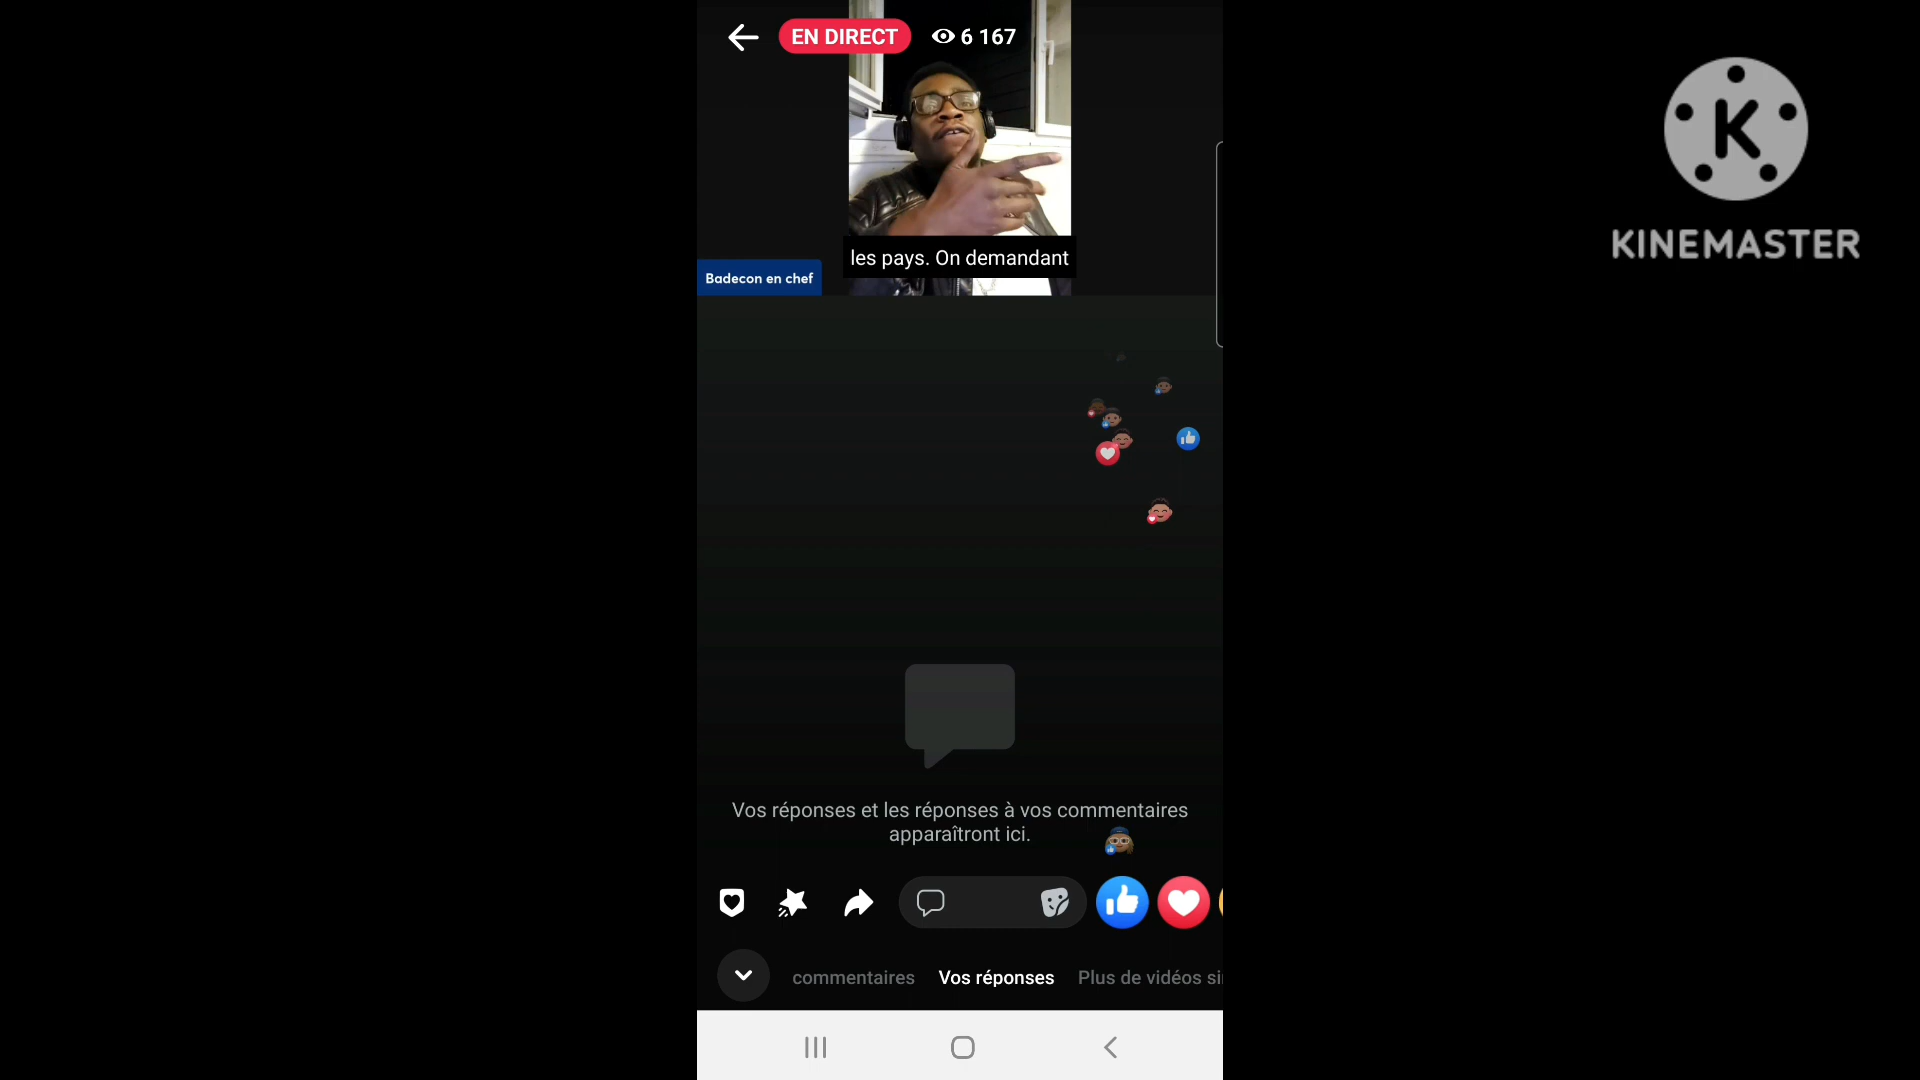 EN DIRECT 6 167
KINEMASTER
les pays. On demandant
Badecon en chef
Vos réponses et les réponses à vos commentaires
apparaîtront ici.
commentaires Vos réponses Plus de vidéos si